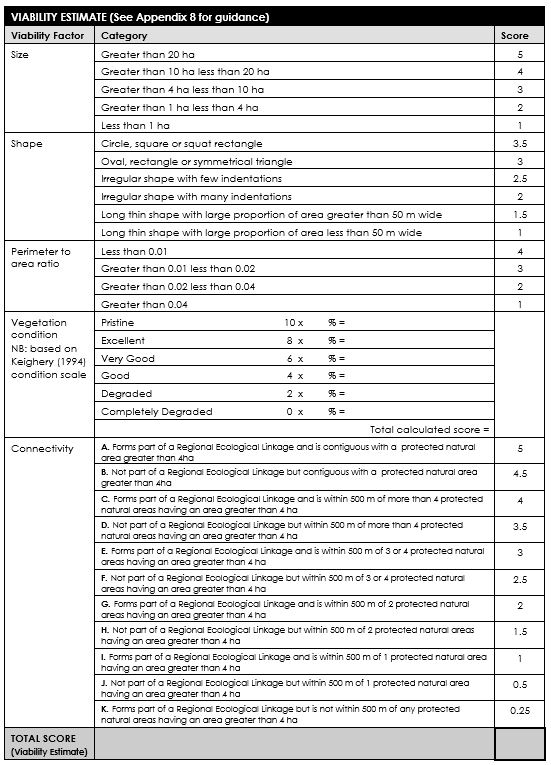 VIABILITY ESTIMATE (See Appendix 8 for guidance)
Viability Factor Category Score
Size Greater than 20 ha 5
Greater than 10 ha less than 20 ha 4
Greater than 4 ha less than 10 ha 3
Greater than 1 ha less than 4 ha 2
Less than 1 ha 1
Shape Circle, square or squat rectangle 3.5
Oval, rectangle or symmetrical triangle 3
Irregular shape with few indentations 2.5
Irregular shape with many indentations 2
Long thin shape with large proportion of area greater than 50 m wide 1.5
Long thin shape with large proportion of area less than 50 m wide 1
Perimeter to Less than 0.01 4
area ratio Greater than 0.01 less than 0.02 3
Greater than 0.02 less than 0.04 2
Greater than 0.04 1
Vegetation Pristine 10 x % =
condition Excellent 8 x % =
NB: based on Very Good 6 x % =
Keighery (1994) Good 4 x % =
condition scale Degraded 2 x % =
Completely Degraded 0 x % =
Total calculated score =
Connectivity A. Forms part of a Regional Ecological Linkage and is contiguous with a protected natural 5
area greater than 4ha
B. Not part of a Regional Ecological Linkage but contiguous with a protected natural area 4.5
greater than 4ha
C. Forms part of a Regional Ecological Linkage and is within 500 m of more than 4 protected 4
natural areas having an area greater than 4 ha
D. Not part of a Regional Ecological Linkage but within 500 m of more than 4 protected 3.5
natural areas having an area greater than 4 ha
E. Forms part of a Regional Ecological Linkage and is within 500 m of 3 or 4 protected natural 3
areas having an area greater than 4 ha
F. Not part of a Regional Ecological Linkage but within 500 m of 3 or 4 protected natural 2.5
areas having an area greater than 4 ha
G. Forms part of a Regional Ecological Linkage and is within 500 m of 2 protected natural 2
areas having an area greater than 4 ha
H. Not part of a Regional Ecological Linkage but within 500 m of 2 protected natural areas 1.5
having an area greater than 4 ha
I. Forms part of a Regional Ecological Linkage and is within 500 m of 1 protected natural area 1
having an area greater than 4 ha
J. Not part of a Regional Ecological Linkage but within 500 m of 1 protected natural area 0.5
having an area greater than 4 ha
K. Forms part of a Regional Ecological Linkage but is not within 500 m of any protected 0.25
natural areas having an area greater than 4 ha
TOTAL SCORE
(Viability Estimate)